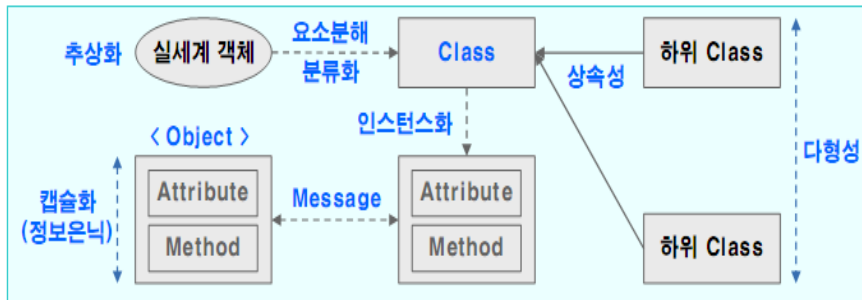 추상화
실세계 객체
요소분해
분류화
Class
상속성
하위 Class
인스턴스화
다형성
< Object >
캡슐화
(정보은닉)
Attribute
Method
Message
Attribute
Method
하위 Class